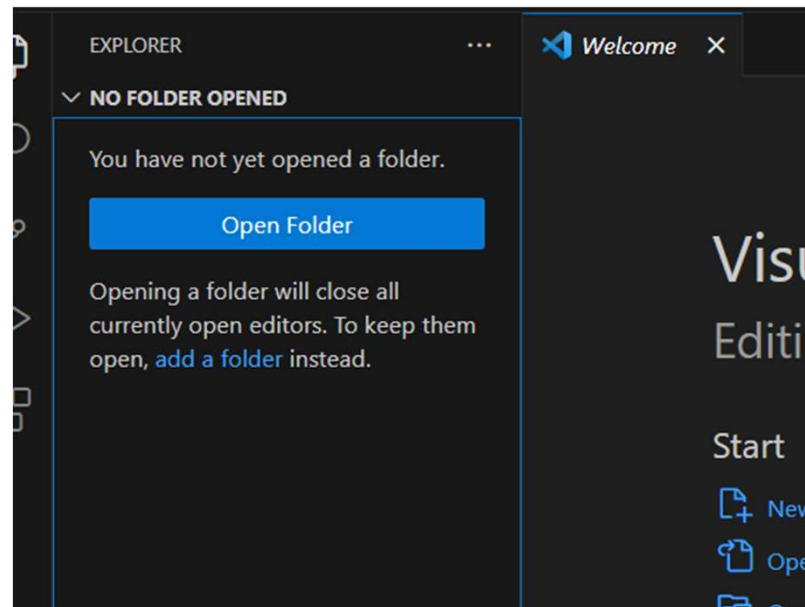 EXPLORER
Welcome
NO FOLDER OPENED
You have not yet opened a folder.
Open Folder
Opening a folder will close all
currently open editors. To keep them
open, add a folder instead.
Start